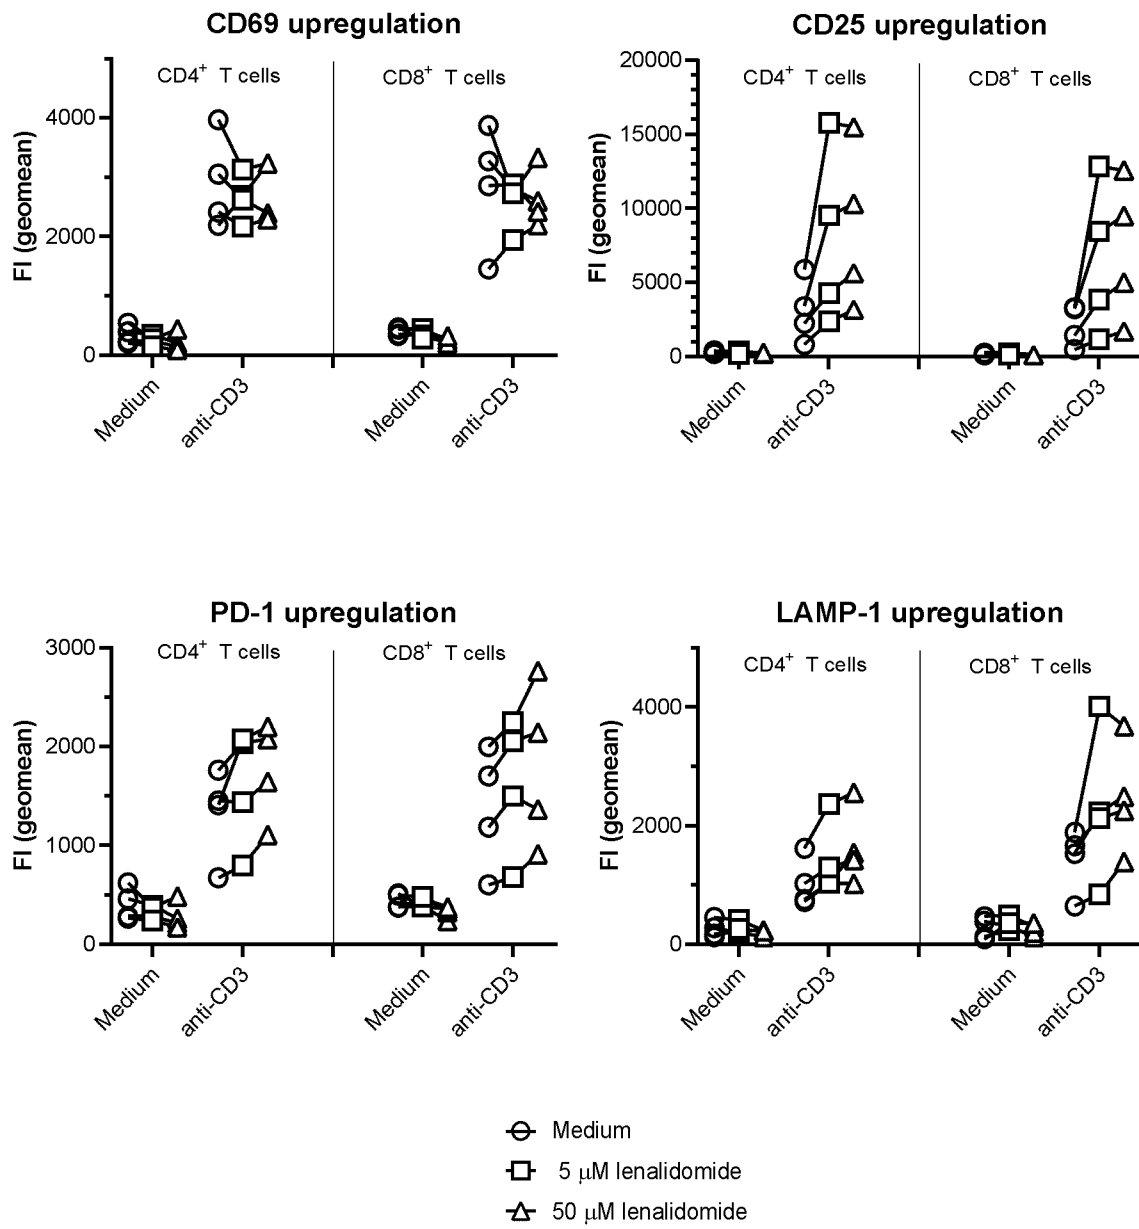 CD69 upregulation
CD4+ T cells
CD8+ T cells
FI (geomean)
4000
2000
0
Medium
anti-CD3
Medium
anti-CD3
CD25 upregulation
CD4+ T cells
CD8+ T cells
FI (geomean)
20000
15000
10000
5000
0
Medium
anti-CD3
Medium
anti-CD3
PD-1 upregulation
CD4+ T cells
CD8+ T cells
FI (geomean)
3000
2000
1000
0
Medium
anti-CD3
Medium
anti-CD3
LAMP-1 upregulation
CD4+ T cells
CD8+ T cells
FI (geomean)
4000
2000
0
Medium
anti-CD3
Medium
anti-CD3
Medium
5 μM lenalidomide
50 μM lenalidomide